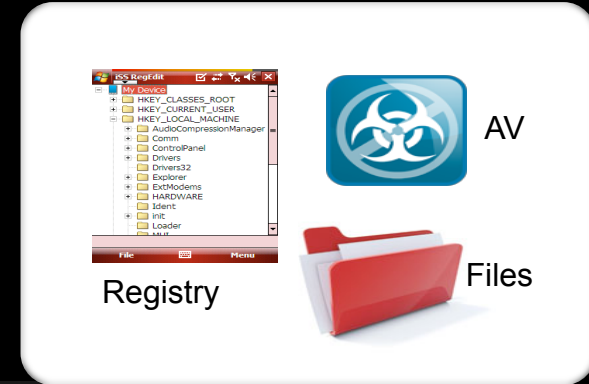 iSS RegEdit
My Device
HKEY_CLASSES_ROOT
HKEY_CURRENT_USER
HKEY_LOCAL_MACHINE
AudioCompressionManager
Comm
ControlPanel
Drivers
Drivers32
Explorer
ExtModems
HARDWARE
Ident
init
Loader
MUI
File Menu
Registry
AV
Files